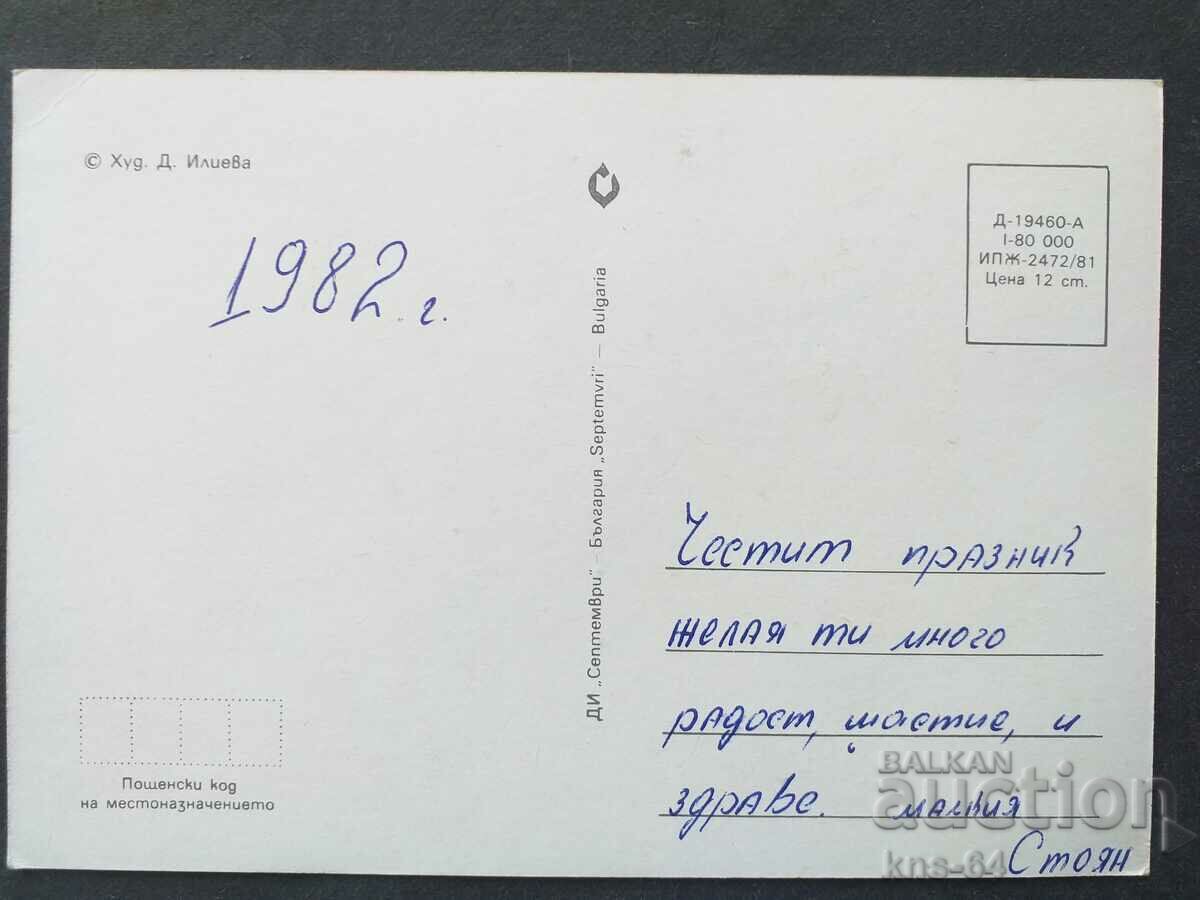 © Худ. Д. Илиева
1982 г.
Пощенски код
на местоназначението
ДИ „Септември" – България „Septemvri" – Bulgaria
Д-19460-А
I-80 000
ИПЖ-2472/81
Цена 12 ст.
Честит празник
желая ти много
радост, щастие, и
здраве. малкия
Стоян
BALKAN
auction
kns-64